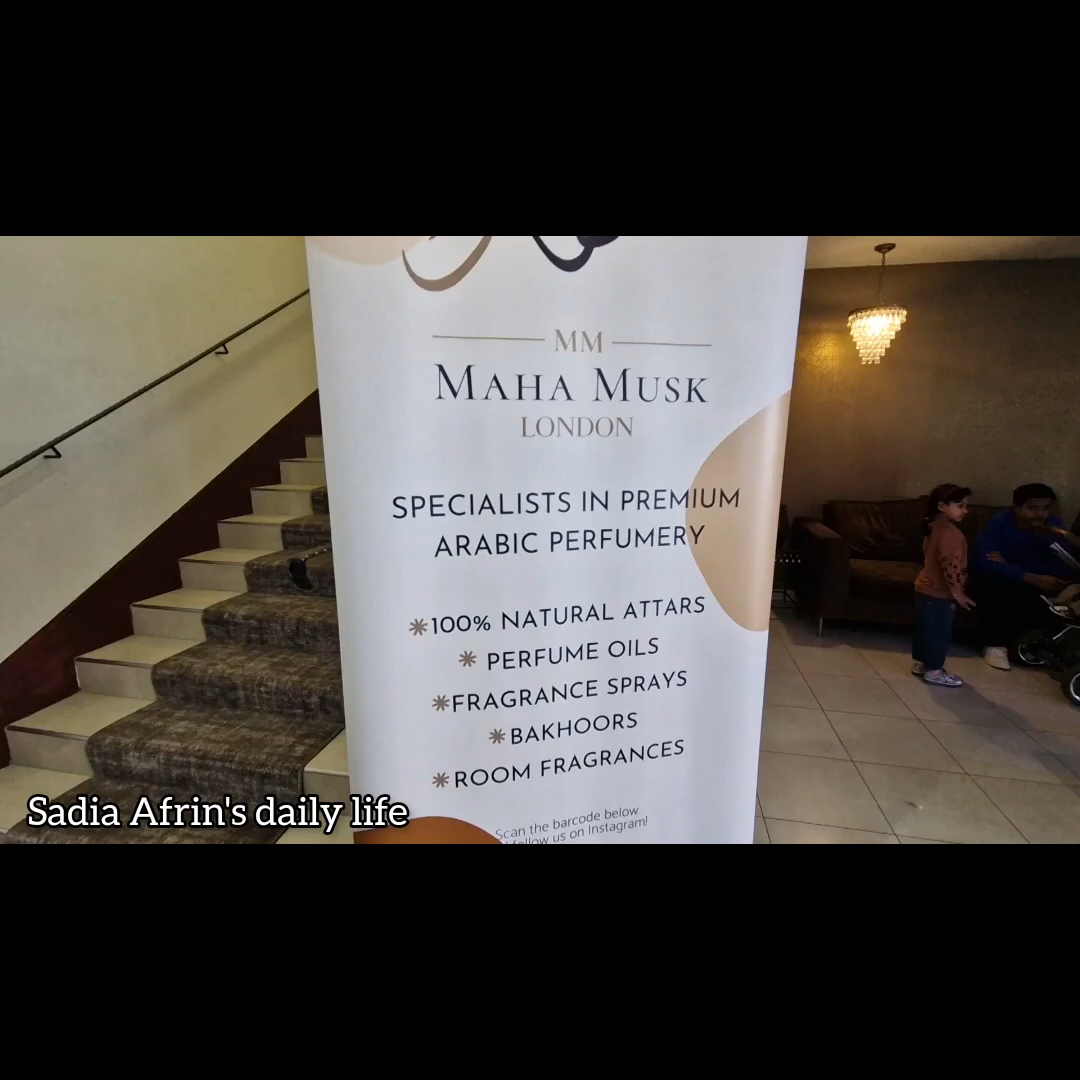 MM
MAHA MUSK
LONDON
SPECIALISTS IN PREMIUM
ARABIC PERFUMERY
*100% NATURAL ATTARS
* PERFUME OILS
*FRAGRANCE SPRAYS
*BAKHOORS
*ROOM FRAGRANCES
Scan the barcode below
follow us on Instagram!
Sadia Afrin's daily life